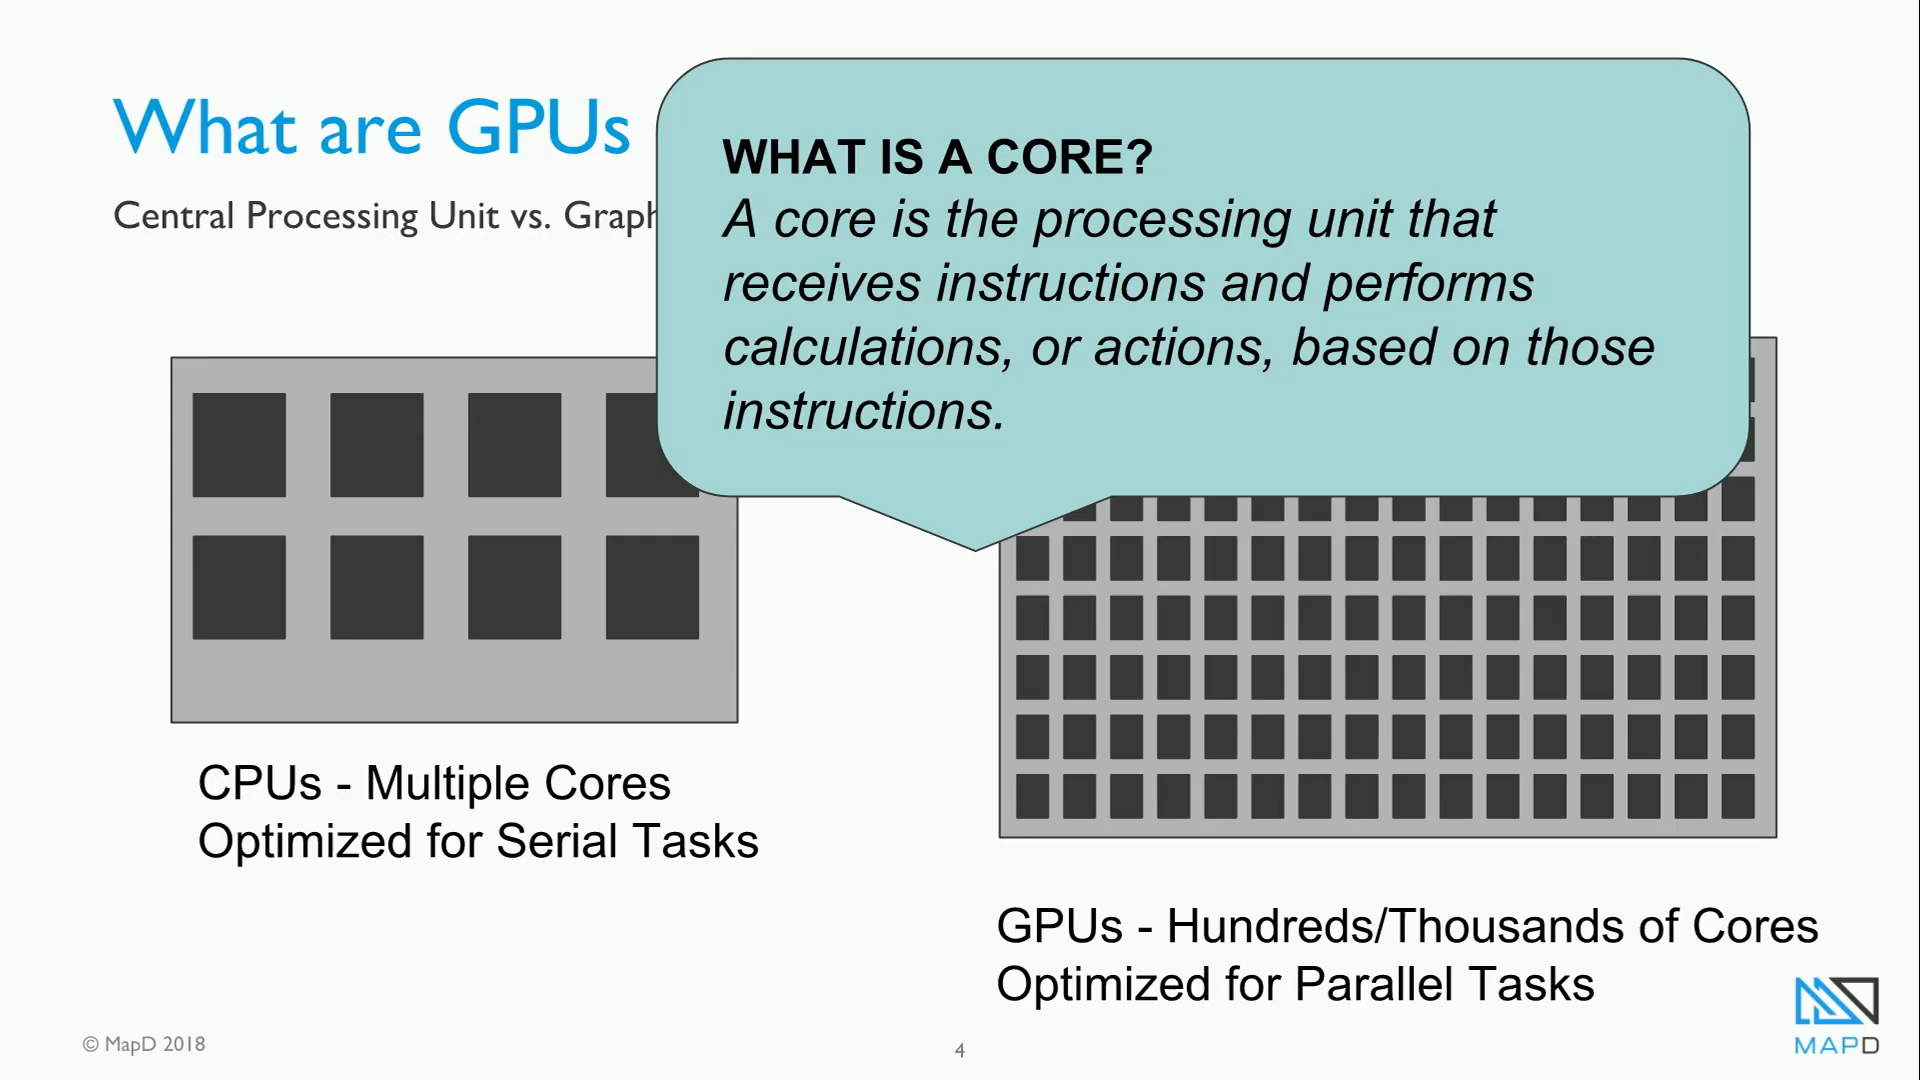 What are GPUs
Central Processing Unit vs. Graph
WHAT IS A CORE?
A core is the processing unit that
receives instructions and performs
calculations, or actions, based on those
instructions.
CPUs - Multiple Cores
Optimized for Serial Tasks
GPUs - Hundreds/Thousands of Cores
Optimized for Parallel Tasks
© MapD 2018
4
MAPD